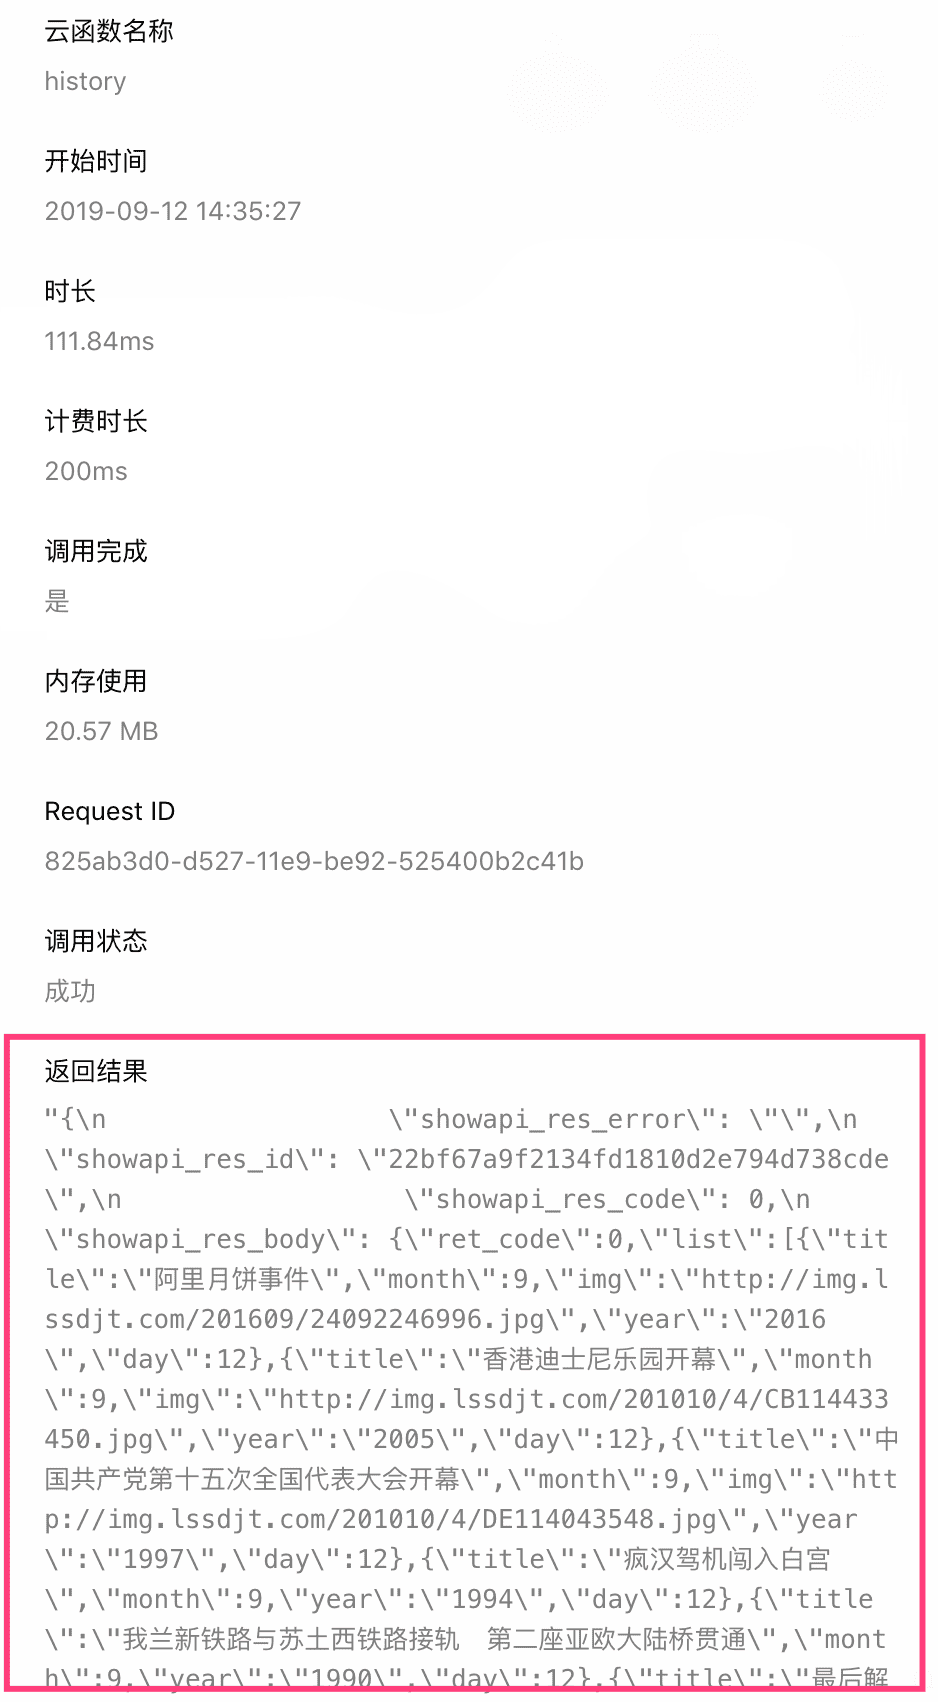 云函数名称
history
开始时间
2019-09-12 14:35:27
时长
111.84ms
计费时长
200ms
调用完成
是
内存使用
20.57 MB
Request ID
825ab3d0-d527-11e9-be92-525400b2c41b
调用状态
成功
返回结果
"{\n                  \"showapi_res_error\": \"\",\n
\"showapi_res_id\": \"22bf67a9f2134fd1810d2e794d738cde
\",\n                  \"showapi_res_code\": 0,\n
\"showapi_res_body\": {\"ret_code\":0,\"list\":[{\"tit
le\":\"阿里月饼事件\",\"month\":9,\"img\":\"http://img.l
ssdjt.com/201609/24092246996.jpg\",\"year\":\"2016
\",\"day\":12},{\"title\":\"香港迪士尼乐园开幕\",\"month
\":9,\"img\":\"http://img.lssdjt.com/201010/4/CB114433
450.jpg\",\"year\":\"2005\",\"day\":12},{\"title\":\"中
国共产党第十五次全国代表大会开幕\",\"month\":9,\"img\":\"htt
p://img.lssdjt.com/201010/4/DE114043548.jpg\",\"year
\":\"1997\",\"day\":12},{\"title\":\"疯汉驾机闯入白宫
\",\"month\":9,\"year\":\"1994\",\"day\":12},{\"title
\":\"我兰新铁路与苏土西铁路接轨　第二座亚欧大陆桥贯通\",\"mont
h\":9,\"year\":\"1990\",\"day\":12},{\"title\":\"最后解